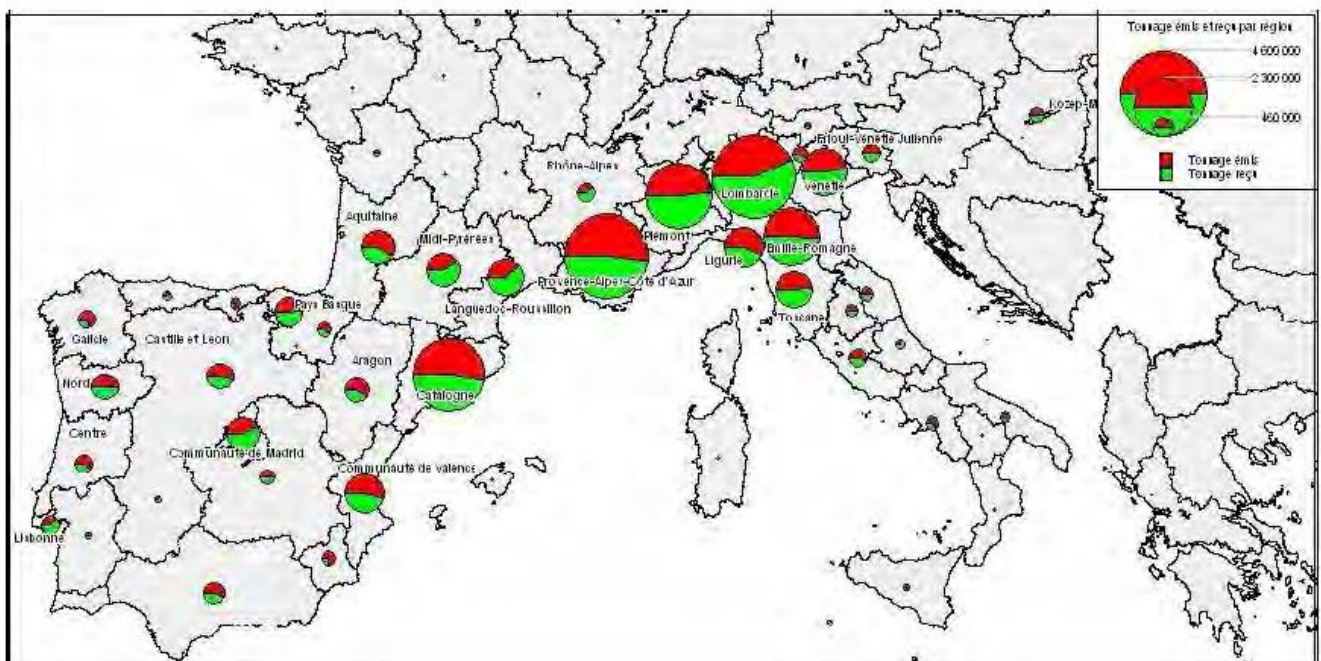 Tonnage émis et reçu par région
4 600 000
2 300 000
460 000
Tonnage émis
Tonnage reçu
Frioul-Vénétie Julienne
Rhône-Alpes
Lombardie
Vénétie
Piémont
Aquitaine
Midi-Pyrénées
Ligurie
Emilie-Romagne
Provence-Alpes-Côte d'Azur
Languedoc-Roussillon
Toscane
Pays Basque
Galicie
Castille et Leon
Aragon
Nord
Catalogne
Centre
Communauté de Madrid
Communauté de Valence
Lisbonne